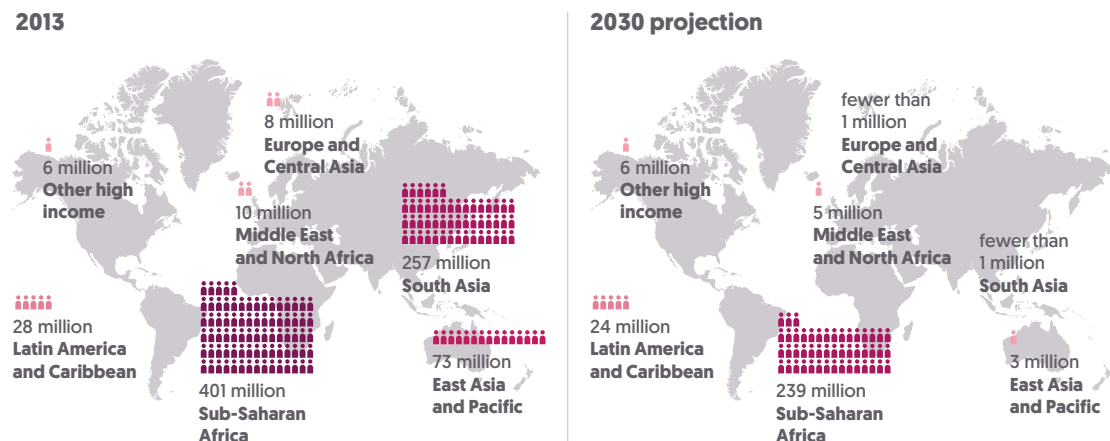 2013
8 million
Europe and
Central Asia
6 million
Other high
income
10 million
Middle East
and North Africa
257 million
South Asia
28 million
Latin America
and Caribbean
401 million
Sub-Saharan
Africa
73 million
East Asia
and Pacific
2030 projection
fewer than
1 million
Europe and
Central Asia
6 million
Other high
income
5 million
Middle East
and North Africa
fewer than
1 million
South Asia
24 million
Latin America
and Caribbean
239 million
Sub-Saharan
Africa
3 million
East Asia
and Pacific